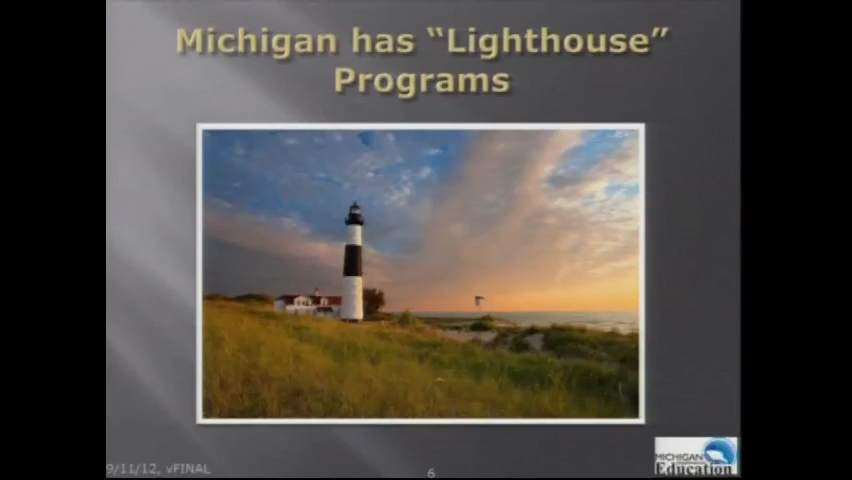 Michigan has “Lighthouse”
Programs
9/11/12, vFINAL
6
MICHIGAN
Education